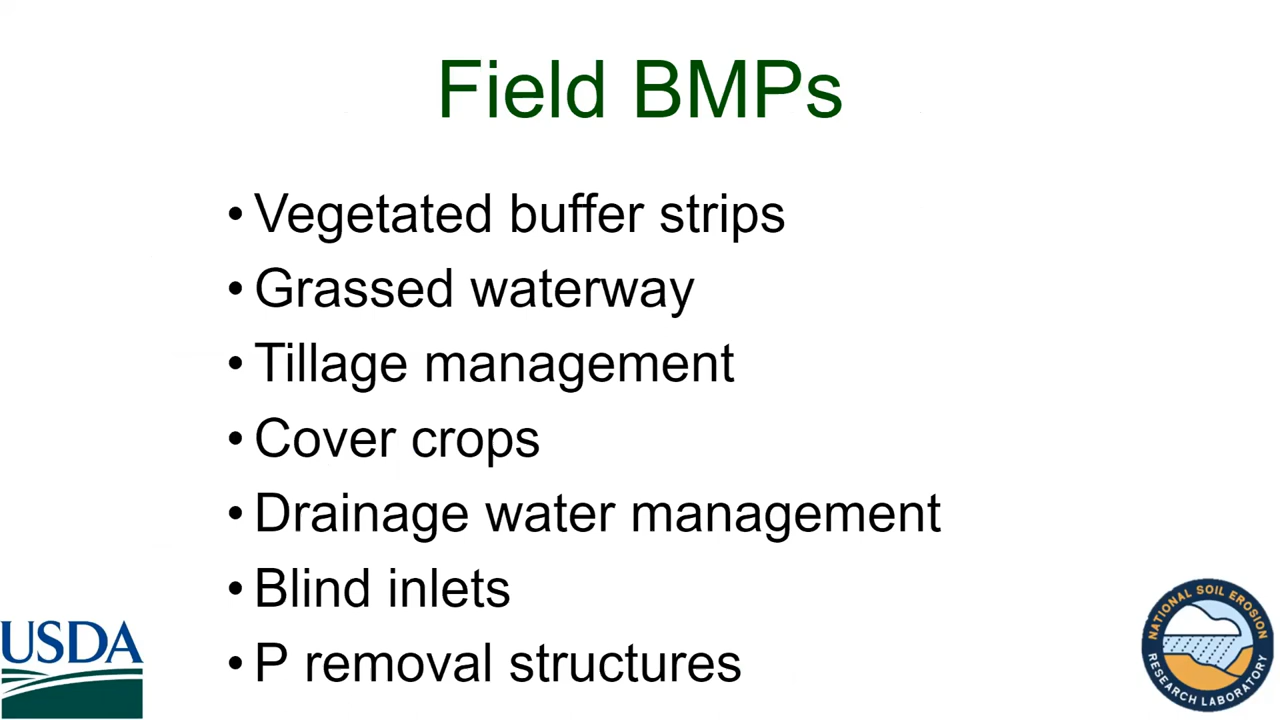 Field BMPs
• Vegetated buffer strips
• Grassed waterway
• Tillage management
• Cover crops
• Drainage water management
• Blind inlets
• P removal structures
USDA
NATIONAL SOIL EROSION
RESEARCH LABORATORY